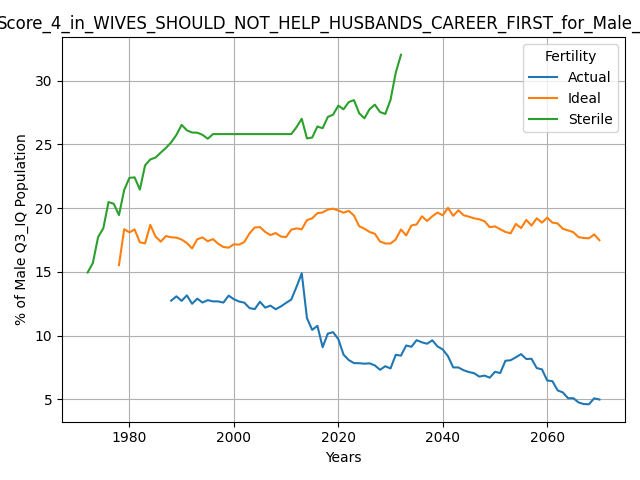 Score_4_in_WIVES_SHOULD_NOT_HELP_HUSBANDS_CAREER_FIRST_for_Male_
Fertility
Actual
Ideal
Sterile
% of Male Q3_IQ Population
30
25
20
15
10
5
1980 2000 2020 2040 2060
Years